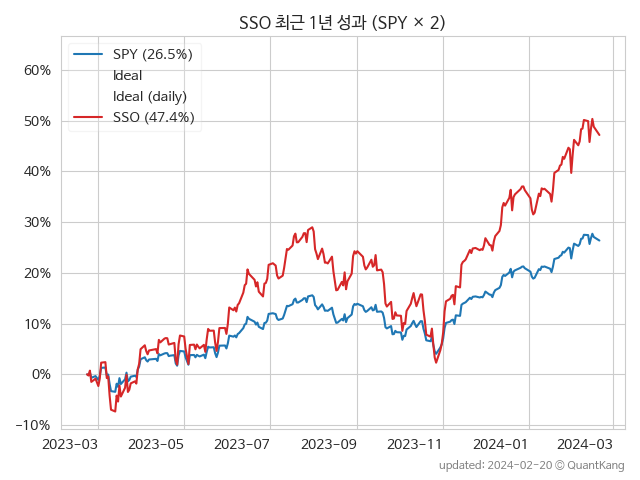 SSO 최근 1년 성과 (SPY × 2)
SPY (26.5%)
Ideal
Ideal (daily)
SSO (47.4%)
60%
50%
40%
30%
20%
10%
0%
−10%
2023-03 2023-05 2023-07 2023-09 2023-11 2024-01 2024-03
updated: 2024-02-20 © QuantKang